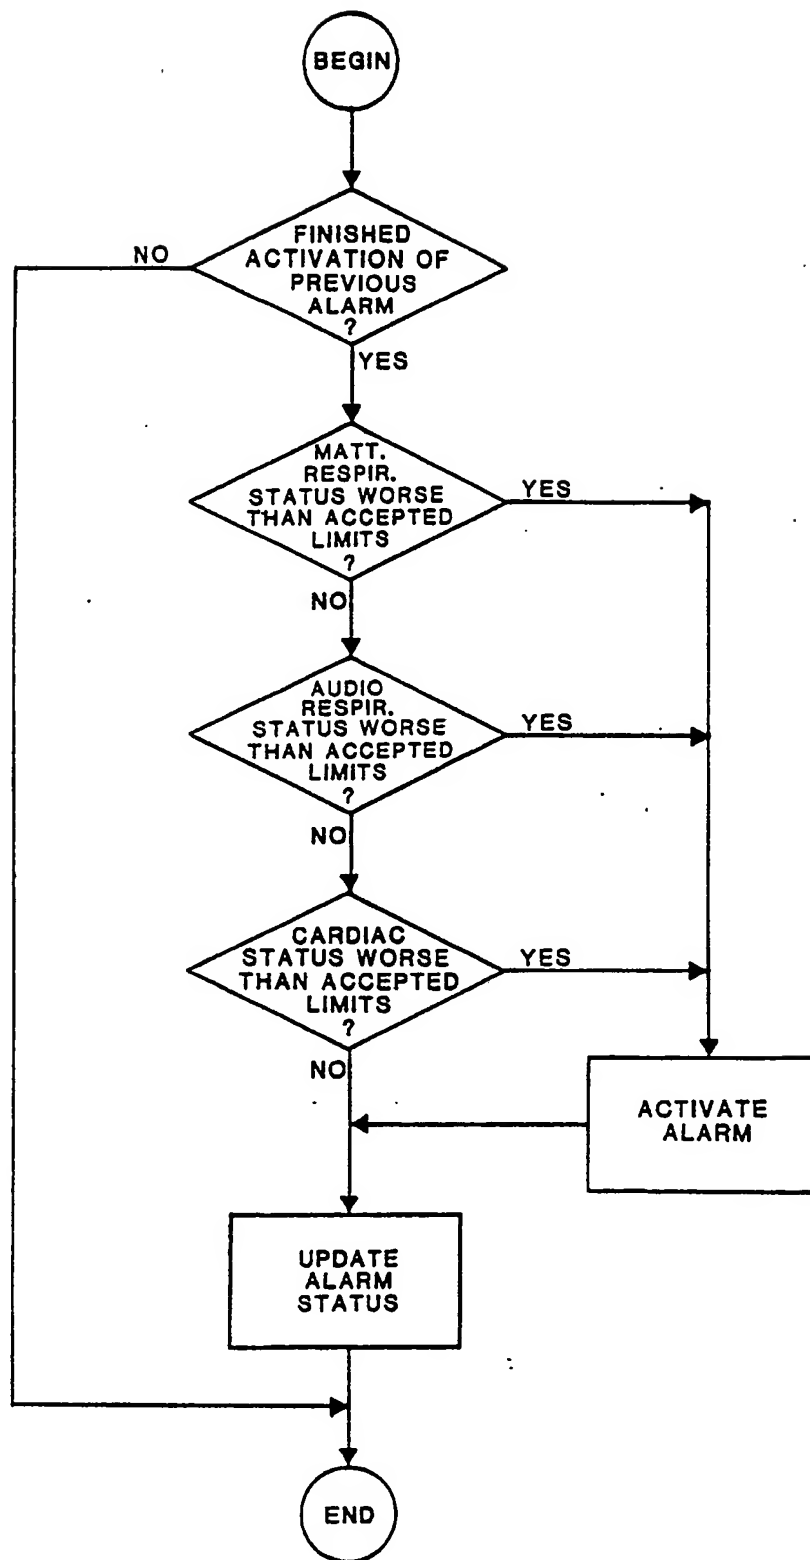 BEGIN
FINISHED
ACTIVATION OF
PREVIOUS
ALARM
?
NO
YES
MATT.
RESPIR.
STATUS WORSE
THAN ACCEPTED
LIMITS
?
YES
NO
AUDIO
RESPIR.
STATUS WORSE
THAN ACCEPTED
LIMITS
?
YES
NO
CARDIAC
STATUS WORSE
THAN ACCEPTED
LIMITS
?
YES
NO
ACTIVATE
ALARM
UPDATE
ALARM
STATUS
END